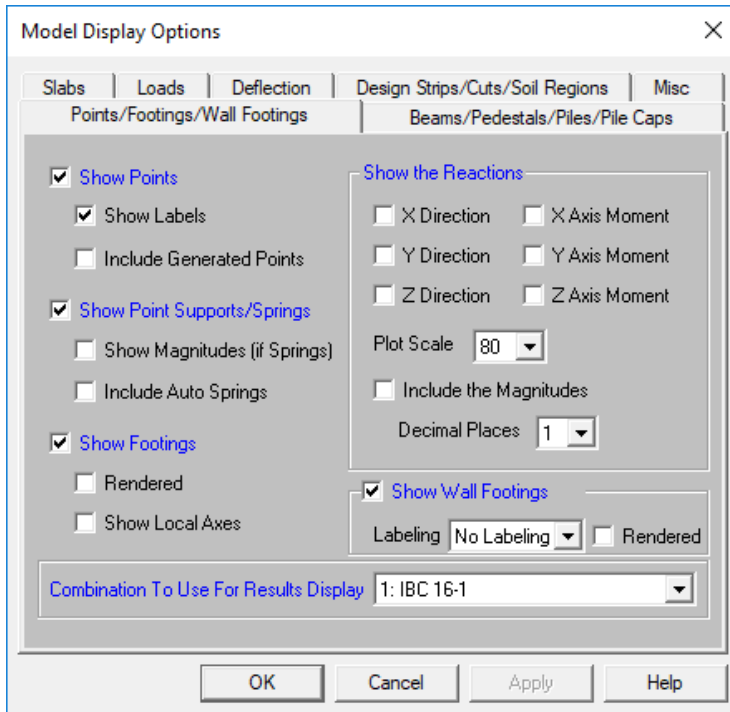 Model Display Options
Slabs
Loads
Deflection
Design Strips/Cuts/Soil Regions
Misc
Points/Footings/Wall Footings
Beams/Pedestals/Piles/Pile Caps
Show Points
Show Labels
Include Generated Points
Show Point Supports/Springs
Show Magnitudes (if Springs)
Include Auto Springs
Show Footings
Rendered
Show Local Axes
Show the Reactions
X Direction
X Axis Moment
Y Direction
Y Axis Moment
Z Direction
Z Axis Moment
Plot Scale 80
Include the Magnitudes
Decimal Places 1
Show Wall Footings
Labeling No Labeling Rendered
Combination To Use For Results Display 1: IBC 16-1
OK
Cancel
Apply
Help